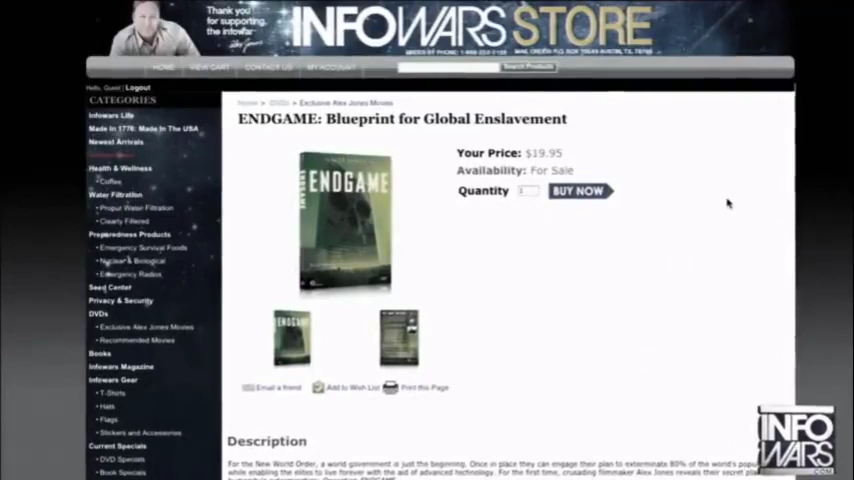 Thank you
for supporting
the infowar
INFOWARS STORE
HOME VIEW CART CONTACT US MY ACCOUNT
Search Products
Hello, Guest | Logout
CATEGORIES
Infowars Life
Made In 1776: Made In The USA
Newest Arrivals
Health & Wellness
• Coffee
Water Filtration
• Propur Water Filtration
• Clearly Filtered
Preparedness Products
• Emergency Survival Foods
• Nuclear & Biological
• Emergency Radios
Seed Center
Privacy & Security
DVDs
• Exclusive Alex Jones Movies
• Recommended Movies
Books
Infowars Magazine
Infowars Gear
• T-Shirts
• Hats
• Flags
• Stickers and Accessories
Current Specials
• DVD Specials
• Book Specials
Home > DVDs > Exclusive Alex Jones Movies
ENDGAME: Blueprint for Global Enslavement
ENDGAME
ENDGAME
Your Price: $19.95
Availability: For Sale
Quantity 1 BUY NOW
ENDGAME
Email a friend Add to Wish List Print this Page
Description
For the New World Order, a world government is just the beginning. Once in place they can engage their plan to exterminate 80% of the world's
while enabling the elites to live forever with the aid of advanced technology. For the first time, crusading filmmaker Alex Jones reveals their secret
INFO
WARS
.COM